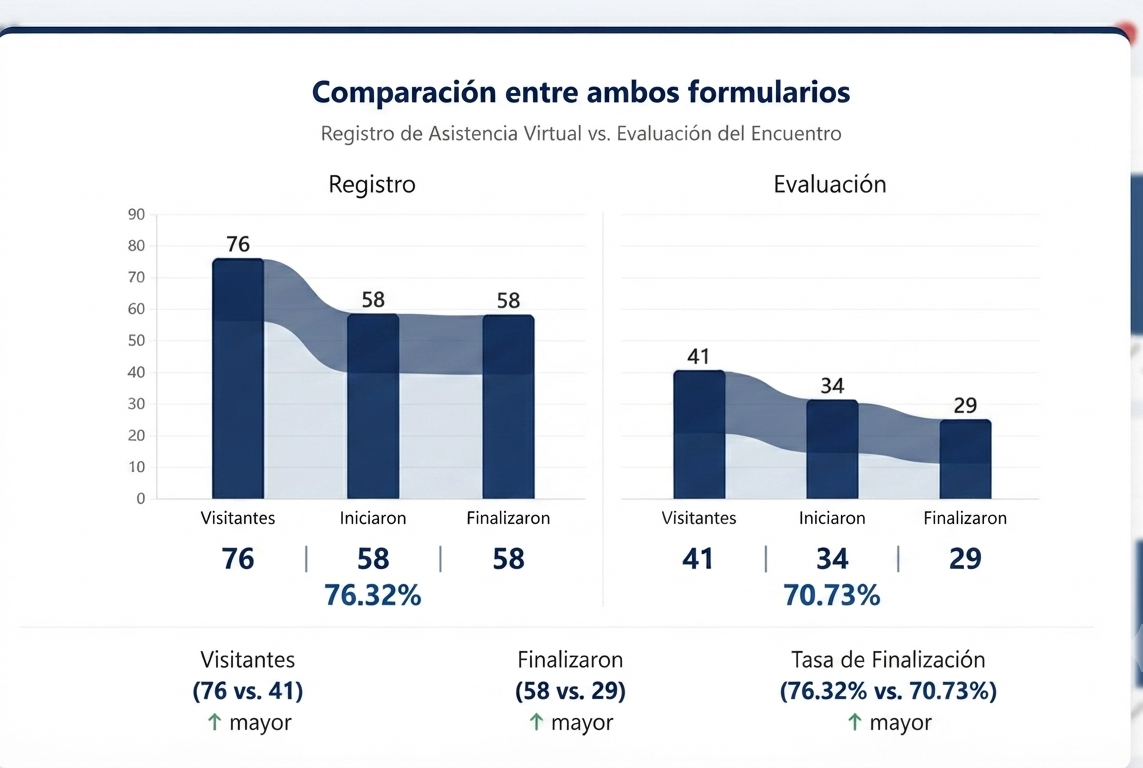 Comparación entre ambos formularios
Registro de Asistencia Virtual vs. Evaluación del Encuentro
Registro
90
80
70
60
50
40
30
20
10
0
76
58
58
Visitantes
Iniciaron
Finalizaron
76 | 58 | 58
76.32%
Evaluación
41
34
29
Visitantes
Iniciaron
Finalizaron
41 | 34 | 29
70.73%
Visitantes
(76 vs. 41)
↑ mayor
Finalizaron
(58 vs. 29)
↑ mayor
Tasa de Finalización
(76.32% vs. 70.73%)
↑ mayor